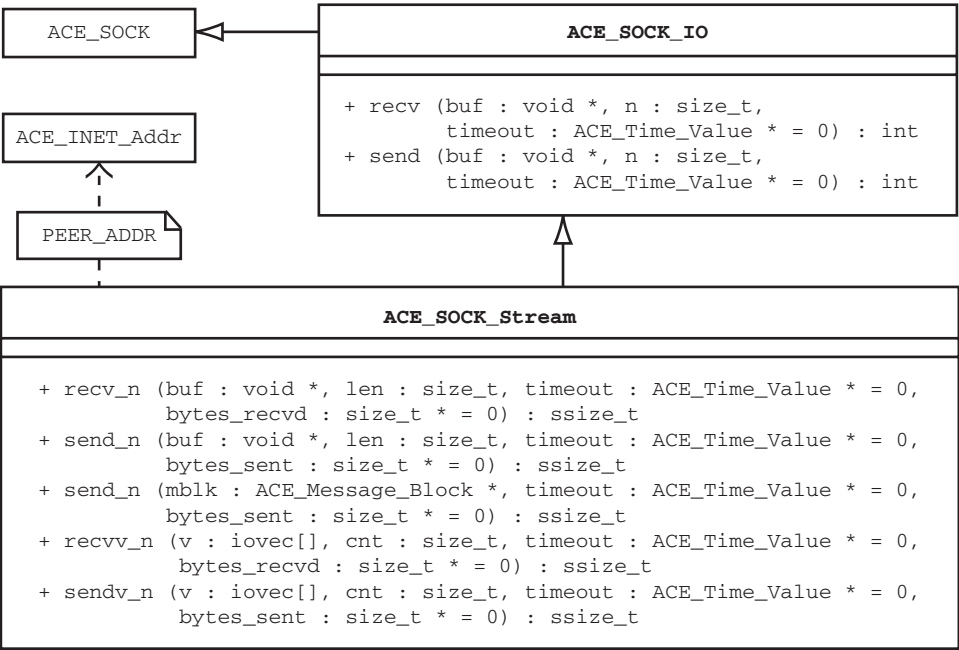 ACE_SOCK
ACE_SOCK_IO
+ recv (buf : void *, n : size_t,
timeout : ACE_Time_Value * = 0) : int
+ send (buf : void *, n : size_t,
timeout : ACE_Time_Value * = 0) : int
ACE_INET_Addr
PEER_ADDR
ACE_SOCK_Stream
+ recv_n (buf : void *, len : size_t, timeout : ACE_Time_Value * = 0,
bytes_recvd : size_t * = 0) : ssize_t
+ send_n (buf : void *, len : size_t, timeout : ACE_Time_Value * = 0,
bytes_sent : size_t * = 0) : ssize_t
+ send_n (mblk : ACE_Message_Block *, timeout : ACE_Time_Value * = 0,
bytes_sent : size_t * = 0) : ssize_t
+ recvv_n (v : iovec[], cnt : size_t, timeout : ACE_Time_Value * = 0,
bytes_recvd : size_t * = 0) : ssize_t
+ sendv_n (v : iovec[], cnt : size_t, timeout : ACE_Time_Value * = 0,
bytes_sent : size_t * = 0) : ssize_t